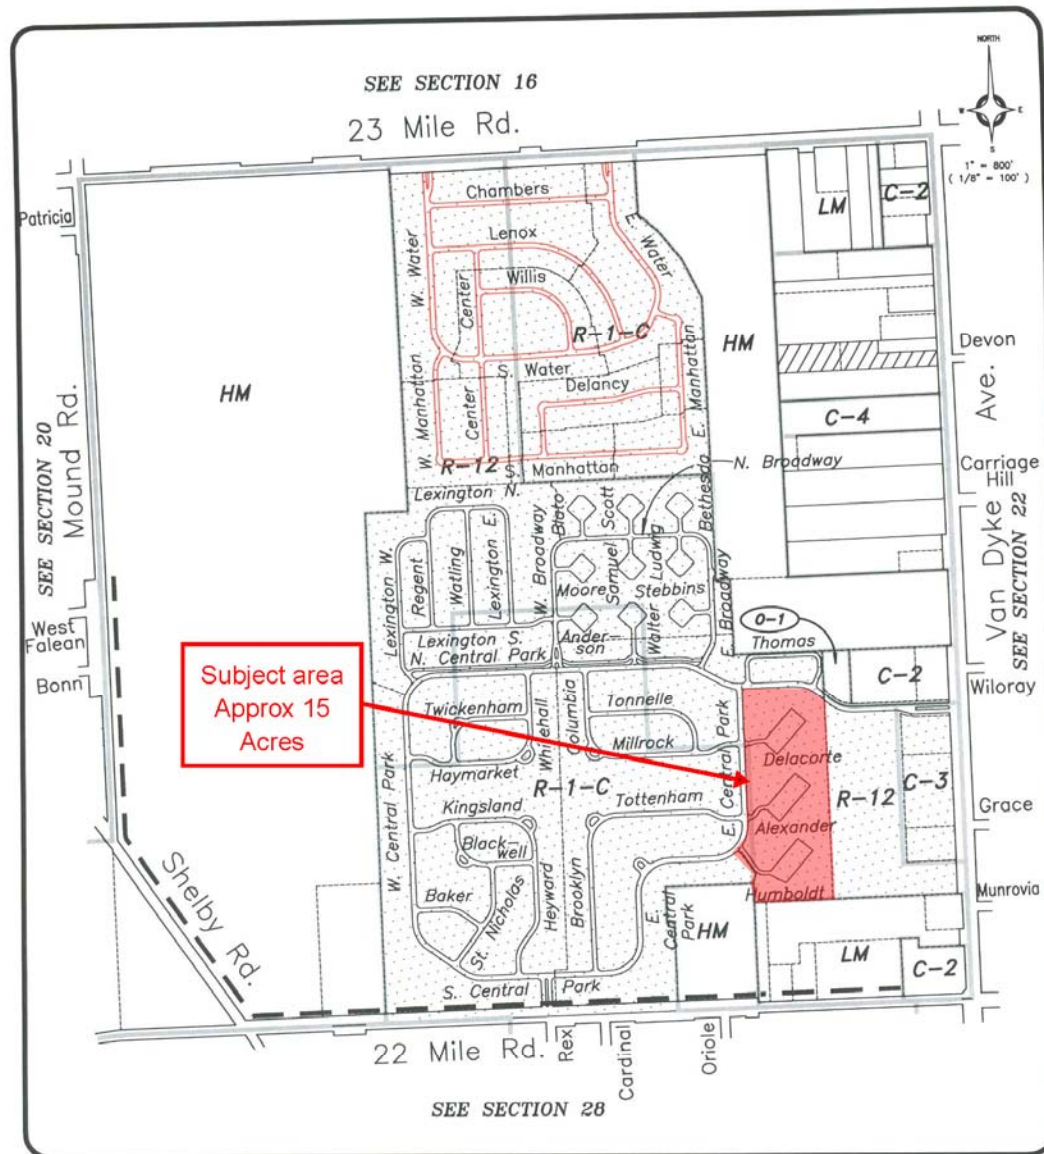 NORTH
W
E
S
1" = 800'
( 1/8" = 100' )
SEE SECTION 16
23 Mile Rd.
Patricia
Chambers
Lenox
Willis
W. Water
E. Water
Center
R-1-C
S. Water
Delancy
W. Manhattan
Center
E. Manhattan
R-12
S. Manhattan
HM
HM
LM
C-2
Devon
C-4
Carriage
Hill
Van Dyke Ave.
SEE SECTION 22
SEE SECTION 20
Mound Rd.
N. Broadway
Lexington N.
Lexington W.
Regent
Watling
Lexington E.
W. Broadway
Blato
Scott
Samuel
Ludwig
Bethesda
Moore
Stebbins
Walter
E. Broadway
Ander-
son
Lexington S.
N. Central Park
O-1
Thomas
C-2
West
Falean
Bonn
Wiloray
Subject area
Approx 15
Acres
Twickenham
Whitehall
Columbia
Tonnelle
Millrock
E. Central Park
Delacorte
Haymarket
R-1-C
W. Central Park
Kingsland
Tottenham
R-12
C-3
Grace
Alexander
Black-
well
Baker
St. Nicholas
Heyward
Brooklyn
E.
Central
Park
Humboldt
Munrovia
HM
LM
C-2
S. Central Park
Shelby Rd.
22 Mile Rd.
Rex
Cardinal
Oriole
SEE SECTION 28